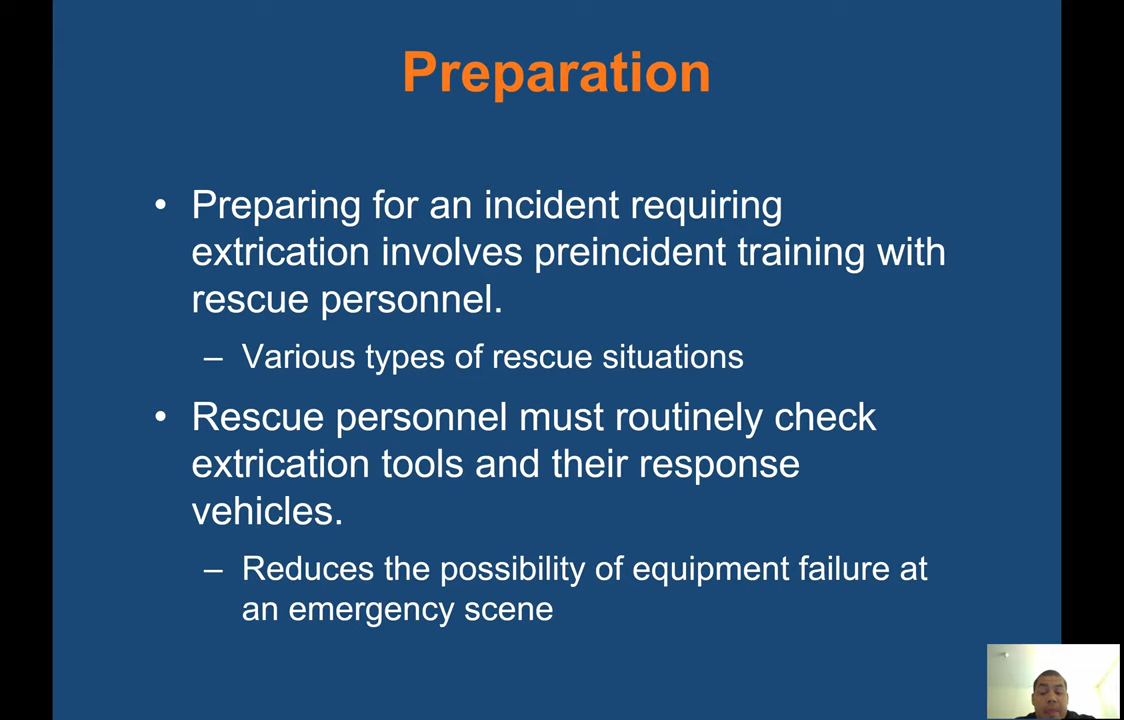 Preparation
• Preparing for an incident requiring
extrication involves preincident training with
rescue personnel.
– Various types of rescue situations
• Rescue personnel must routinely check
extrication tools and their response
vehicles.
– Reduces the possibility of equipment failure at
an emergency scene